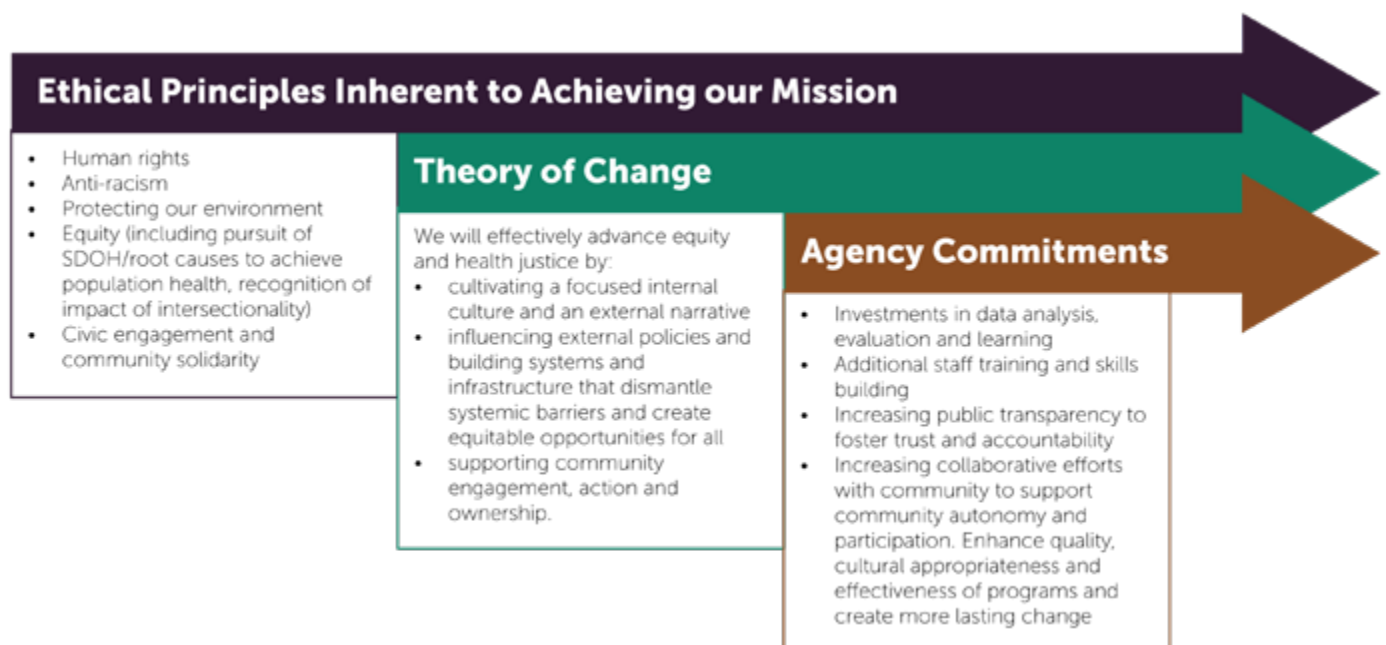 Ethical Principles Inherent to Achieving our Mission
• Human rights
• Anti-racism
• Protecting our environment
• Equity (including pursuit of
SDOH/root causes to achieve
population health, recognition of
impact of intersectionality)
• Civic engagement and
community solidarity
Theory of Change
We will effectively advance equity
and health justice by:
• cultivating a focused internal
culture and an external narrative
• influencing external policies and
building systems and
infrastructure that dismantle
systemic barriers and create
equitable opportunities for all
• supporting community
engagement, action and
ownership.
Agency Commitments
• Investments in data analysis,
evaluation and learning
• Additional staff training and skills
building
• Increasing public transparency to
foster trust and accountability
• Increasing collaborative efforts
with community to support
community autonomy and
participation. Enhance quality,
cultural appropriateness and
effectiveness of programs and
create more lasting change